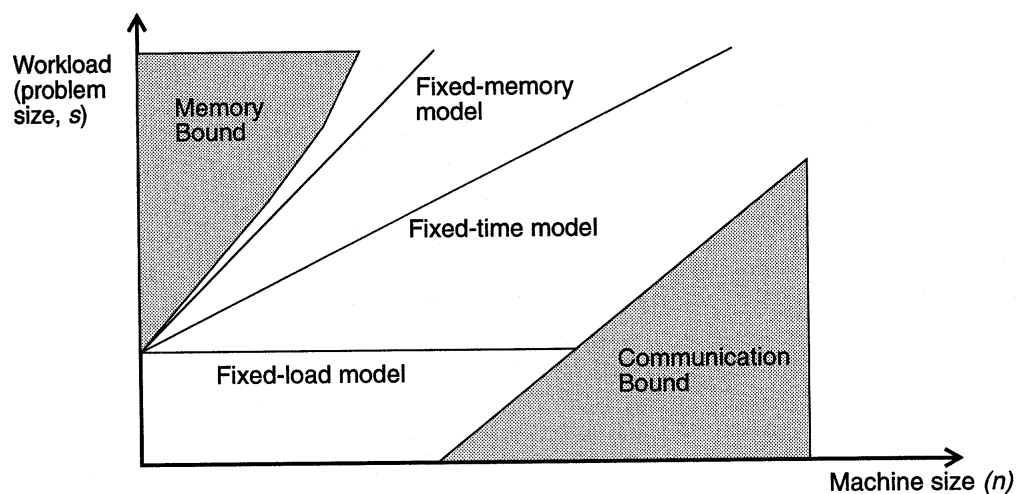 Workload
(problem
size, s)
Memory
Bound
Fixed-memory
model
Fixed-time model
Fixed-load model
Communication
Bound
Machine size (n)